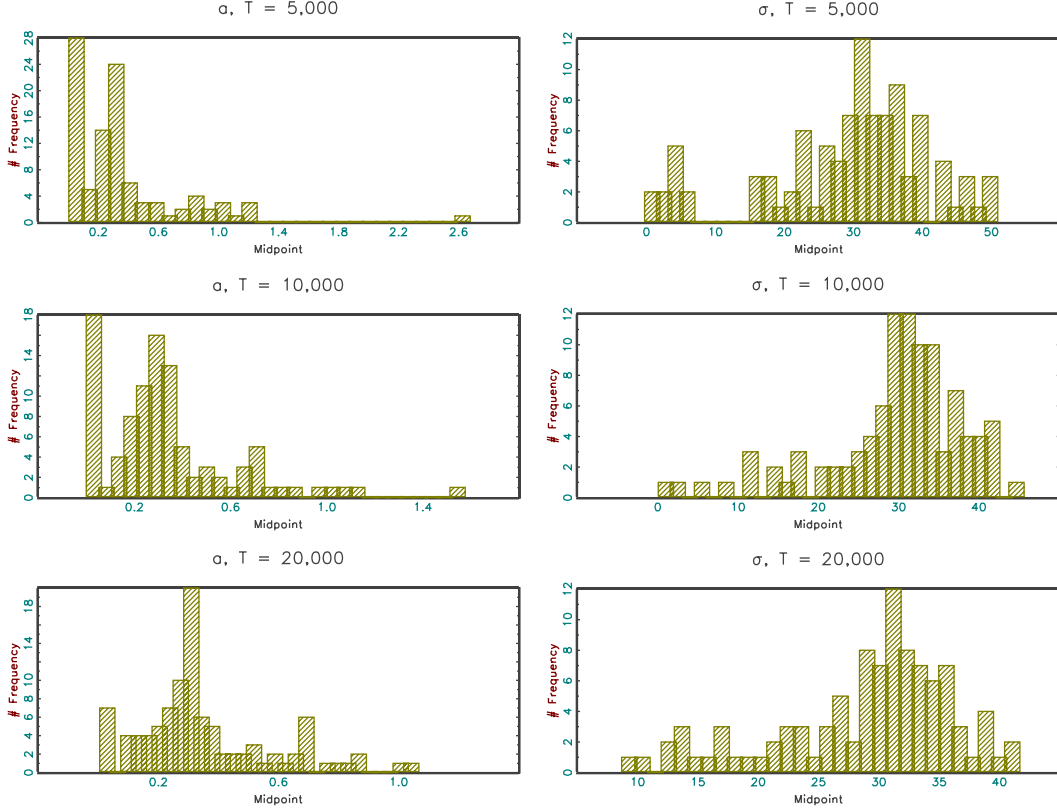 a, T = 5,000
# Frequency
0 4 8 12 16 20 24 28
0.2 0.6 1.0 1.4 1.8 2.2 2.6
Midpoint
σ, T = 5,000
# Frequency
0 2 4 6 8 10 12
0 10 20 30 40 50
Midpoint
a, T = 10,000
# Frequency
0 2 4 6 8 10 14 18
0.2 0.6 1.0 1.4
Midpoint
σ, T = 10,000
# Frequency
0 2 4 6 8 10 12
0 10 20 30 40
Midpoint
a, T = 20,000
# Frequency
0 2 4 6 8 10 14 18
0.2 0.6 1.0
Midpoint
σ, T = 20,000
# Frequency
0 2 4 6 8 10 12
10 15 20 25 30 35 40
Midpoint